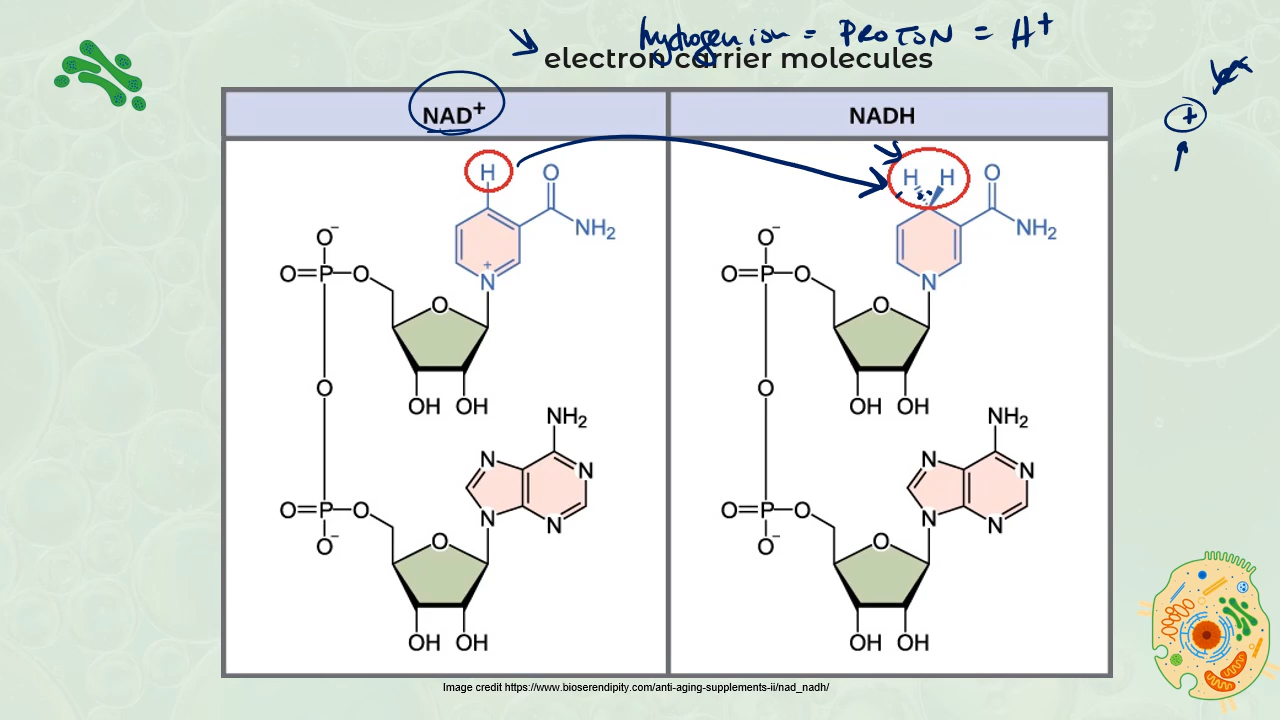 hydrogen ion = PROTON = H⁺
electron carrier molecules
+
NAD⁺
NADH
H
O
NH₂
N⁺
O⁻
O=P—O
O
OH OH
O
NH₂
N
N
N
N
O=P—O
O⁻
O
OH OH
H H
O
NH₂
N
O⁻
O=P—O
O
OH OH
O
NH₂
N
N
N
N
O=P—O
O⁻
O
OH OH
Image credit https://www.bioserendipity.com/anti-aging-supplements-ii/nad_nadh/